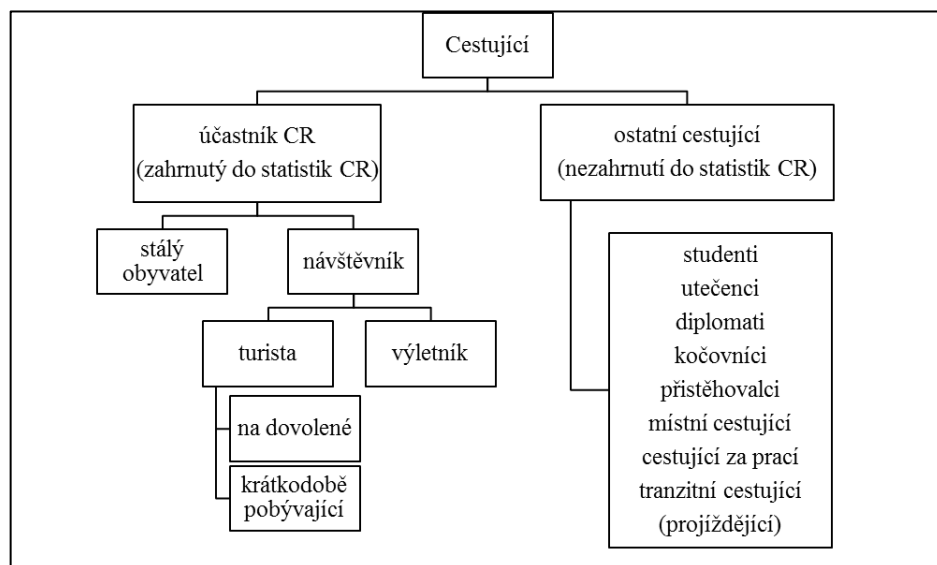 Cestující
účastník CR
(zahrnutý do statistik CR)
ostatní cestující
(nezahrnutí do statistik CR)
stálý
obyvatel
návštěvník
turista
výletník
na dovolené
krátkodobě
pobývající
studenti
utečenci
diplomati
kočovníci
přistěhovalci
místní cestující
cestující za prací
tranzitní cestující
(projíždějící)